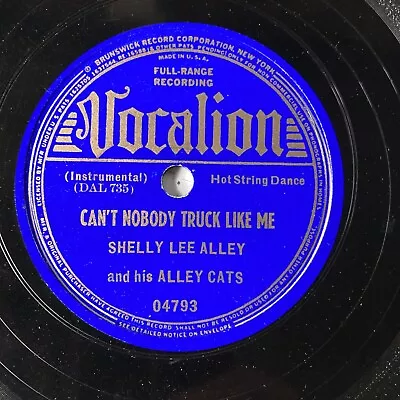 BRUNSWICK RECORD CORPORATION, NEW YORK.
MADE IN U.S.A.
FULL-RANGE
RECORDING
Vocalion
(Instrumental) Hot String Dance
(DAL 735)
CAN'T NOBODY TRUCK LIKE ME
SHELLY LEE ALLEY
and his ALLEY CATS
04793
SEE DETAILED NOTICE ON ENVELOPE